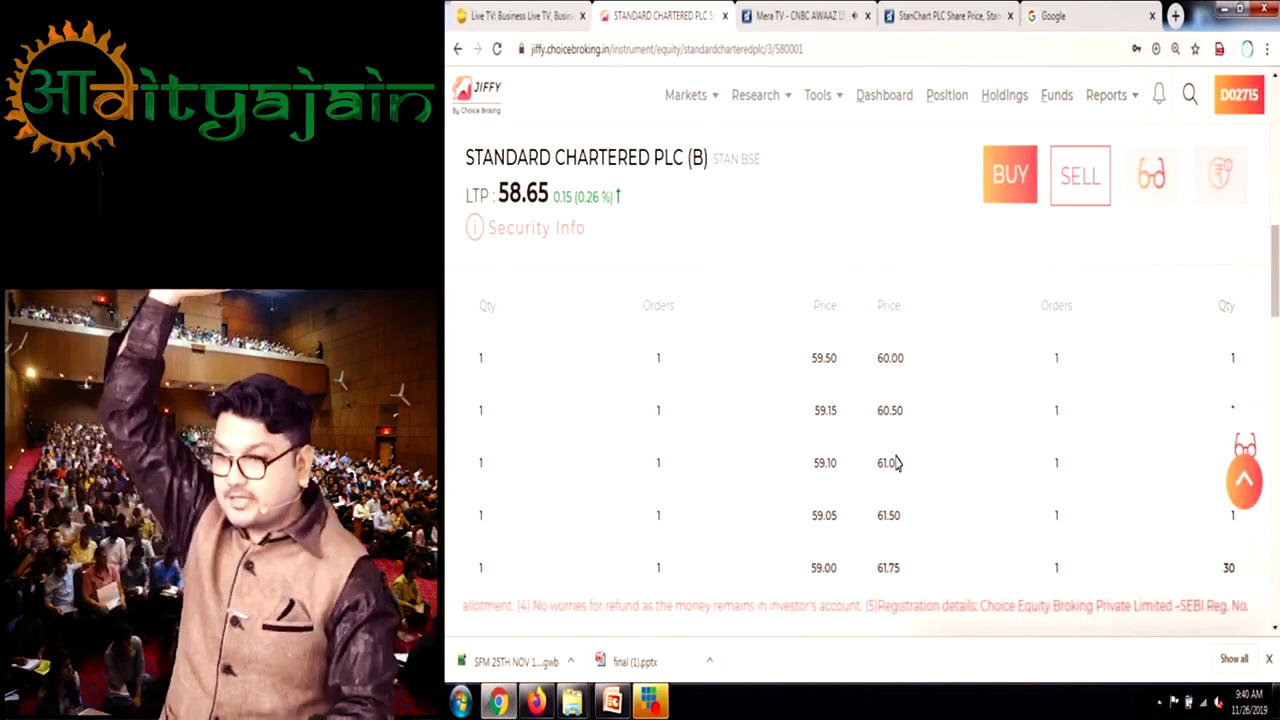 आdityajain
Live TV: Business Live TV, Busin
STANDARD CHARTERED PLC S
Mera TV - CNBC AWAAZ LI
StanChart PLC Share Price, Stan
Google
jiffy.choicebroking.in/instrument/equity/standardcharteredplc/3/580001
JIFFY
By Choice Broking
Markets Research Tools Dashboard Position Holdings Funds Reports D02715
STANDARD CHARTERED PLC (B) STAN BSE
BUY SELL
LTP : 58.65 0.15 (0.26 %)
Security Info
Qty Orders Price Price Orders Qty
1 1 59.50 60.00 1 1
1 1 59.15 60.50 1
1 1 59.10 61.0 1
1 1 59.05 61.50 1 1
1 1 59.00 61.75 1 30
allotment. (4) No worries for refund as the money remains in investor's account. (5)Registration details: Choice Equity Broking Private Limited –SEBI Reg. No.
SFM 25TH NOV 1....gwb
final (1).pptx
Show all
9:40 AM
11/26/2019